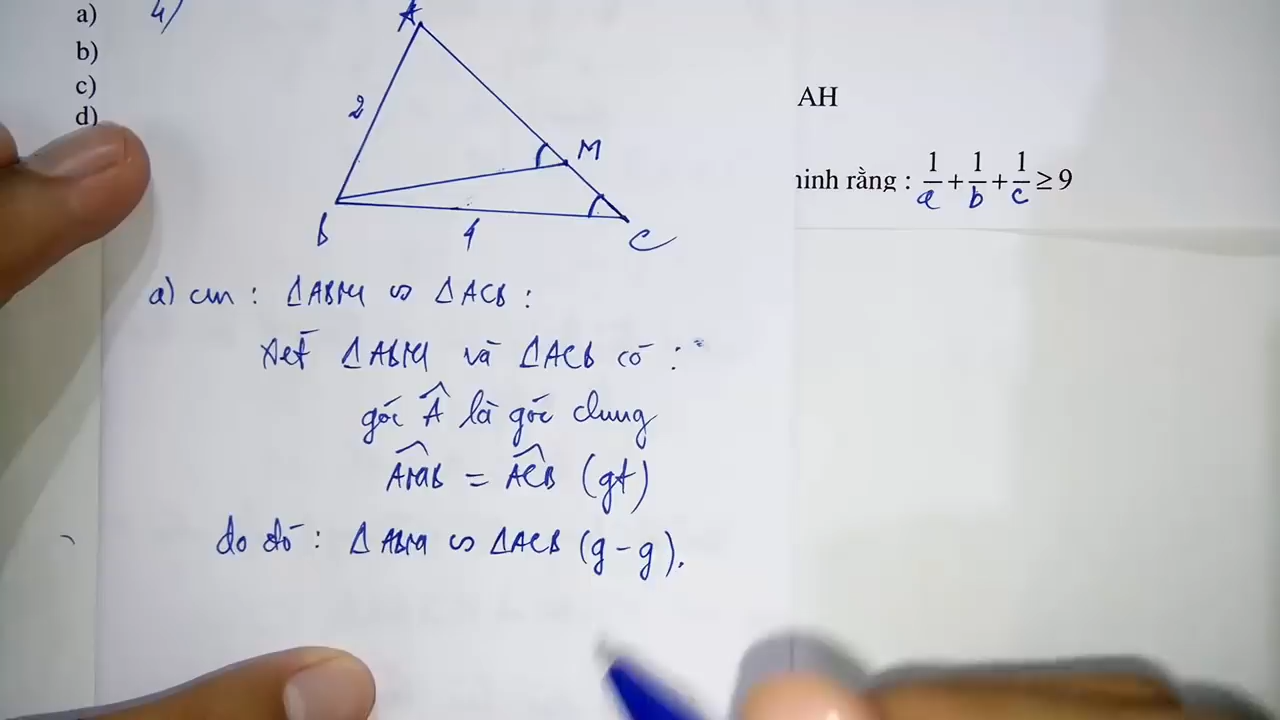 a)
b)
c)
d)
4/
A
2
M
B
4
C
AH
minh rằng : 1/a + 1/b + 1/c ≥ 9
a) cm : ΔABM ∽ ΔACB :
Xét ΔABM và ΔACB có :
góc Â là góc chung
AMB = ACB (gt)
do đó : ΔABM ∽ ΔACB (g - g).